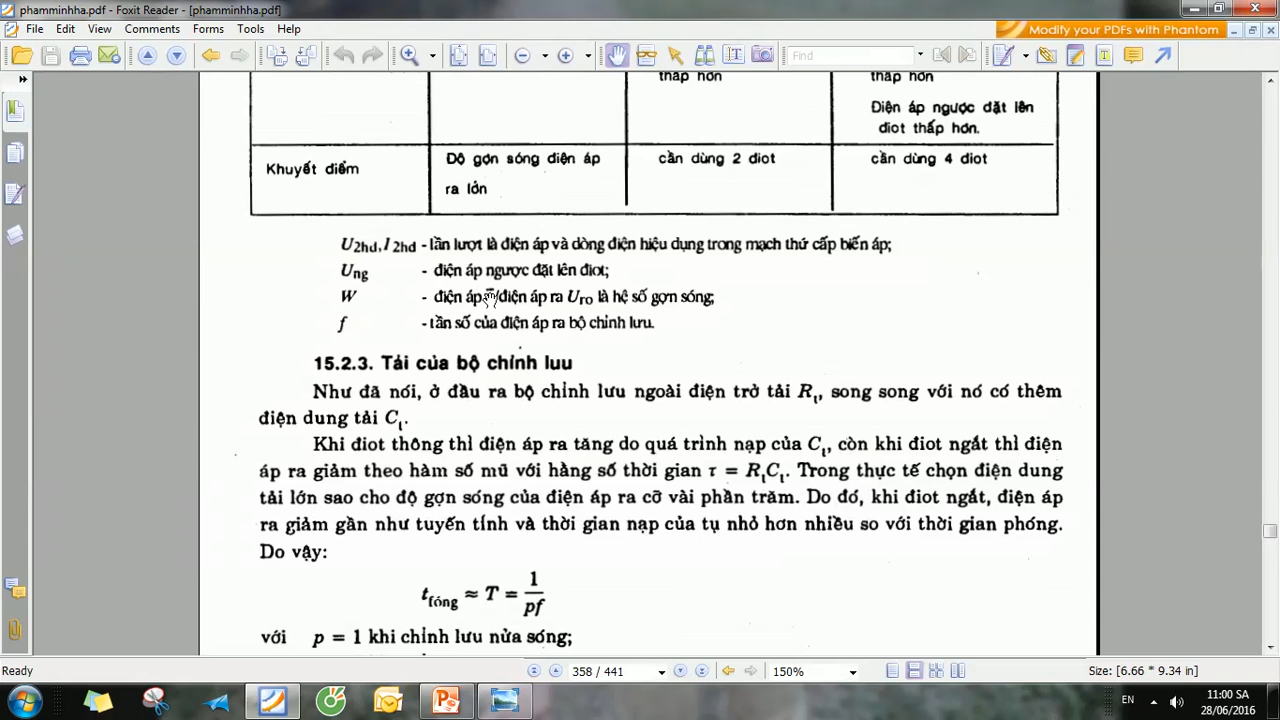 phamminhha.pdf - Foxit Reader - [phamminhha.pdf]
File Edit View Comments Forms Tools Help
Modify your PDFs with Phantom
Find
thấp hơn
thấp hơn
Điện áp ngược đặt lên
điot thấp hơn.
Khuyết điểm
Độ gợn sóng điện áp
ra lớn
cần dùng 2 diot
cần dùng 4 diot
U2hd, I2hd - lần lượt là điện áp và dòng điện hiệu dụng trong mạch thứ cấp biến áp;
Ung - điện áp ngược đặt lên điot;
W - điện áp /điện áp ra Uro là hệ số gợn sóng;
f - tần số của điện áp ra bộ chỉnh lưu.
15.2.3. Tải của bộ chỉnh lưu
Như đã nói, ở đầu ra bộ chỉnh lưu ngoài điện trở tải Rt, song song với nó có thêm
điện dung tải Ct.
Khi điot thông thì điện áp ra tăng do quá trình nạp của Ct, còn khi điot ngắt thì điện
áp ra giảm theo hàm số mũ với hằng số thời gian τ = RtCt. Trong thực tế chọn điện dung
tải lớn sao cho độ gợn sóng của điện áp ra cỡ vài phần trăm. Do đó, khi điot ngắt, điện áp
ra giảm gần như tuyến tính và thời gian nạp của tụ nhỏ hơn nhiều so với thời gian phóng.
Do vậy:
tfóng ≈ T = 1/pf
với p = 1 khi chỉnh lưu nửa sóng;
Ready
358 / 441
150%
Size: [6.66 * 9.34 in]
EN
11:00 SA
28/06/2016